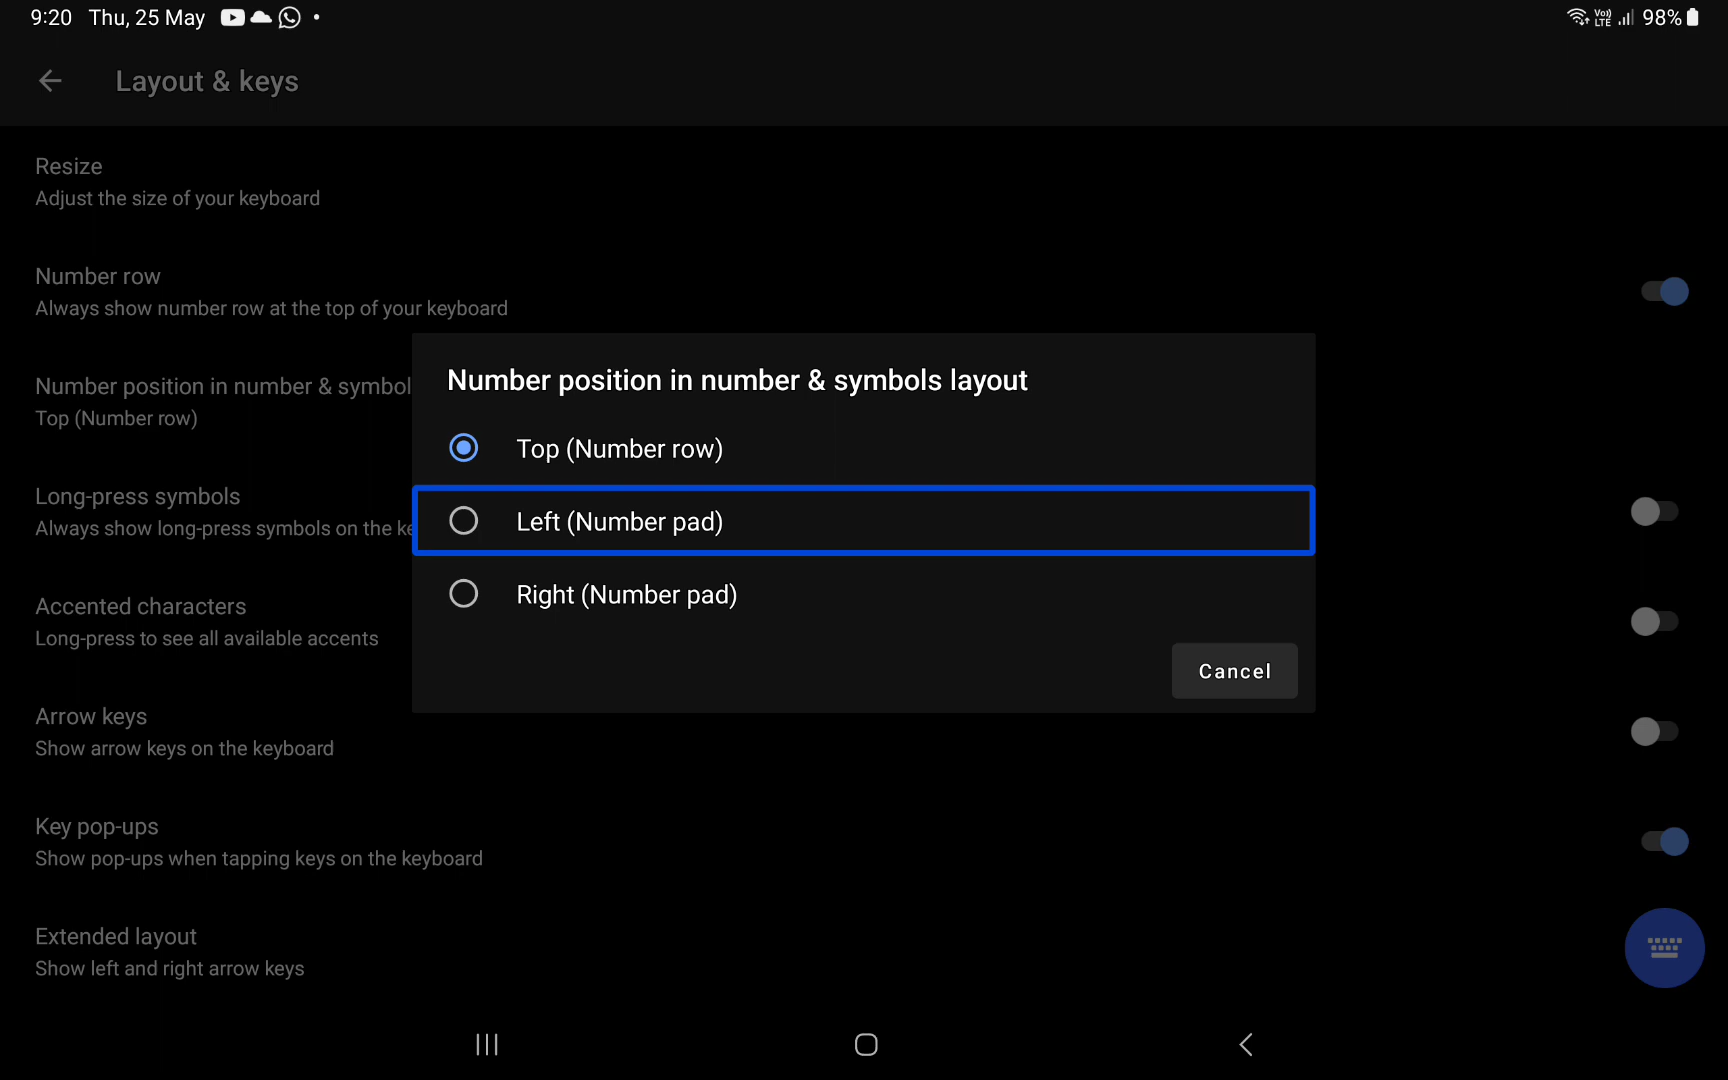 9:20 Thu, 25 May
Vo) LTE 98%
Layout & keys
Resize
Adjust the size of your keyboard
Number row
Always show number row at the top of your keyboard
Number position in number & symbol
Top (Number row)
Long-press symbols
Always show long-press symbols on the ke
Accented characters
Long-press to see all available accents
Arrow keys
Show arrow keys on the keyboard
Key pop-ups
Show pop-ups when tapping keys on the keyboard
Extended layout
Show left and right arrow keys
Number position in number & symbols layout
Top (Number row)
Left (Number pad)
Right (Number pad)
Cancel